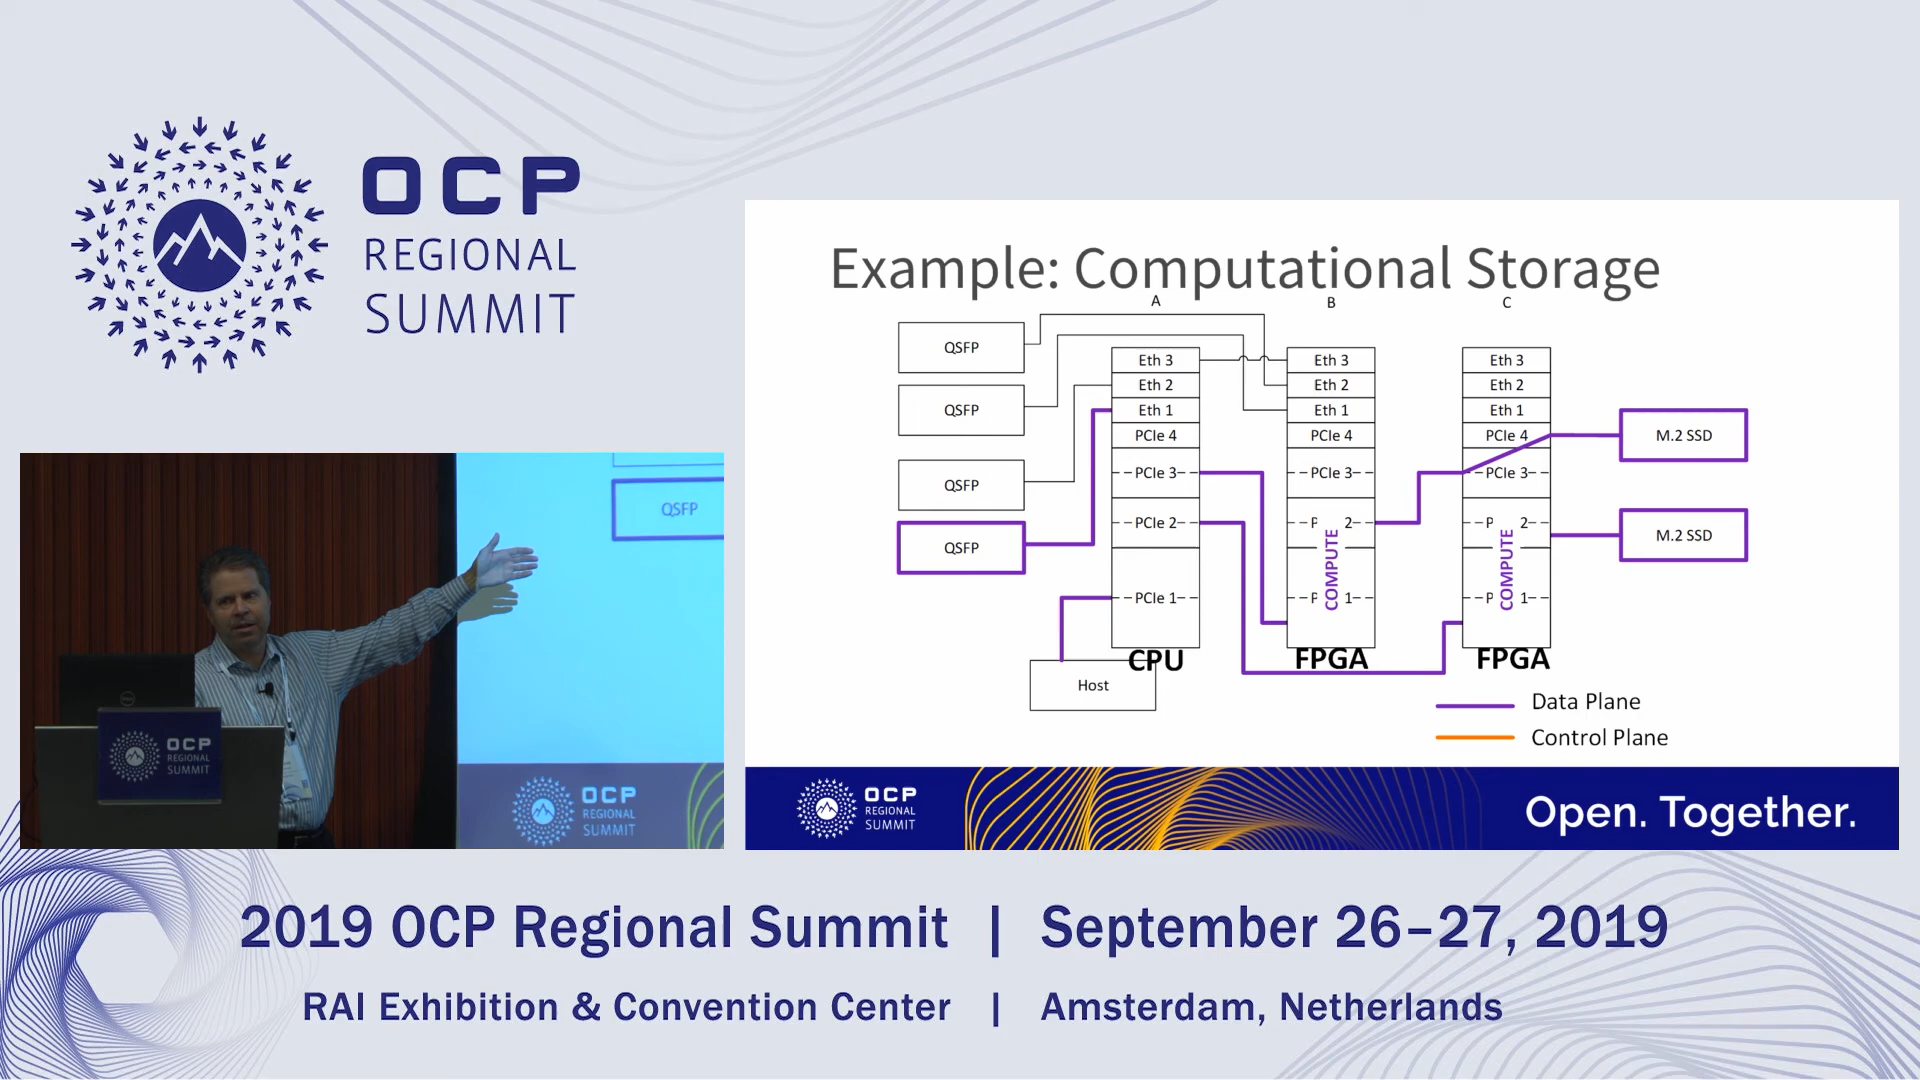 OCP
REGIONAL
SUMMIT
Example: Computational Storage
A
B
C
QSFP
QSFP
QSFP
QSFP
Eth 3
Eth 2
Eth 1
PCIe 4
PCIe 3
PCIe 2
PCIe 1
CPU
Host
Eth 3
Eth 2
Eth 1
PCIe 4
PCIe 3
P 2
COMPUTE
P 1
FPGA
Eth 3
Eth 2
Eth 1
PCIe 4
PCIe 3
P 2
COMPUTE
P 1
FPGA
M.2 SSD
M.2 SSD
Data Plane
Control Plane
OCP
REGIONAL
SUMMIT
Open. Together.
QSFP
OCP
REGIONAL
SUMMIT
OCP
REGIONAL
SUMMIT
2019 OCP Regional Summit | September 26–27, 2019
RAI Exhibition & Convention Center | Amsterdam, Netherlands